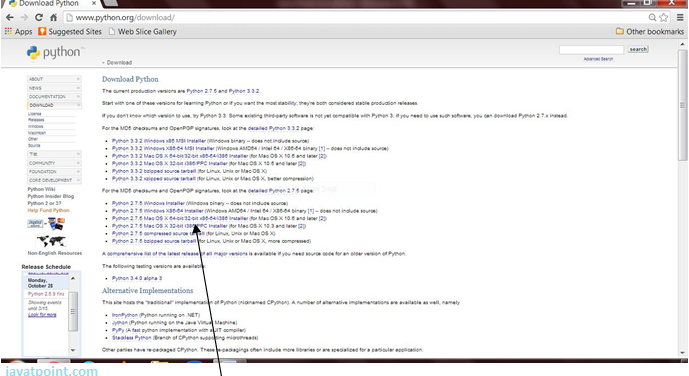 Download Python
www.python.org/download/
Apps Suggested Sites Web Slice Gallery Other bookmarks
python
search
Advanced Search
Download
ABOUT
NEWS
DOCUMENTATION
DOWNLOAD
License
Releases
Windows
Macintosh
Other
Source
COMMUNITY
FOUNDATION
CORE DEVELOPMENT
Python Wiki
Python Insider Blog
Python 2 or 3?
Help Fund Python
Non-English Resources
Release Schedule
Monday,
October 28
Showing events
until 3/15.
Look for more
Download Python
The current production versions are Python 2.7.5 and Python 3.3.2.
Start with one of these versions for learning Python or if you want the most stability; they're both considered stable production releases.
If you don't know which version to use, try Python 3.3. Some existing third-party software is not yet compatible with Python 3; if you need to use such software, you can download Python 2.7.x instead.
For the MD5 checksums and OpenPGP signatures, look at the detailed Python 3.3.2 page:
Python 3.3.2 Windows x86 MSI Installer (Windows binary -- does not include source)
Python 3.3.2 Windows X86-64 MSI Installer (Windows AMD64 / Intel 64 / X86-64 binary [1] -- does not include source)
Python 3.3.2 Mac OS X 64-bit/32-bit x86-64/i386 Installer (for Mac OS X 10.6 and later [2])
Python 3.3.2 Mac OS X 32-bit i386/PPC Installer (for Mac OS X 10.5 and later [2])
Python 3.3.2 compressed source tarball (for Linux, Unix or Mac OS X)
Python 3.3.2 source tarball (for Linux, Unix or Mac OS X, better compression)
For the MD5 checksums and OpenPGP signatures, look at the detailed Python 2.7.5 page:
Python 2.7.5 Windows Installer (Windows binary -- does not include source)
Python 2.7.5 Windows X86-64 Installer (Windows AMD64 / Intel 64 / X86-64 binary [1] -- does not include source)
Python 2.7.5 Mac OS X 64-bit/32-bit x86-64/i386 Installer (for Mac OS X 10.6 and later [2])
Python 2.7.5 Mac OS X 32-bit i386/PPC Installer (for Mac OS X 10.3 and later [2])
Python 2.7.5 compressed source tarball (for Linux, Unix or Mac OS X)
Python 2.7.5 bzipped source tarball (for Linux, Unix or Mac OS X, more compressed)
A comprehensive list of the latest release of all major versions is available if you need source code for an older version of Python.
The following testing versions are available:
Python 3.4.0 alpha 3
Alternative Implementations
This site hosts the "traditional" implementation of Python (nicknamed CPython). A number of alternative implementations are available as well, namely
IronPython (Python running on .NET)
Jython (Python running on the Java Virtual Machine)
PyPy (A fast python implementation with a JIT compiler)
Stackless Python (Branch of CPython supporting microthreads)
Other parties have re-packaged CPython. These re-packagings often include more libraries or are specialized for a particular application:
javatpoint.com